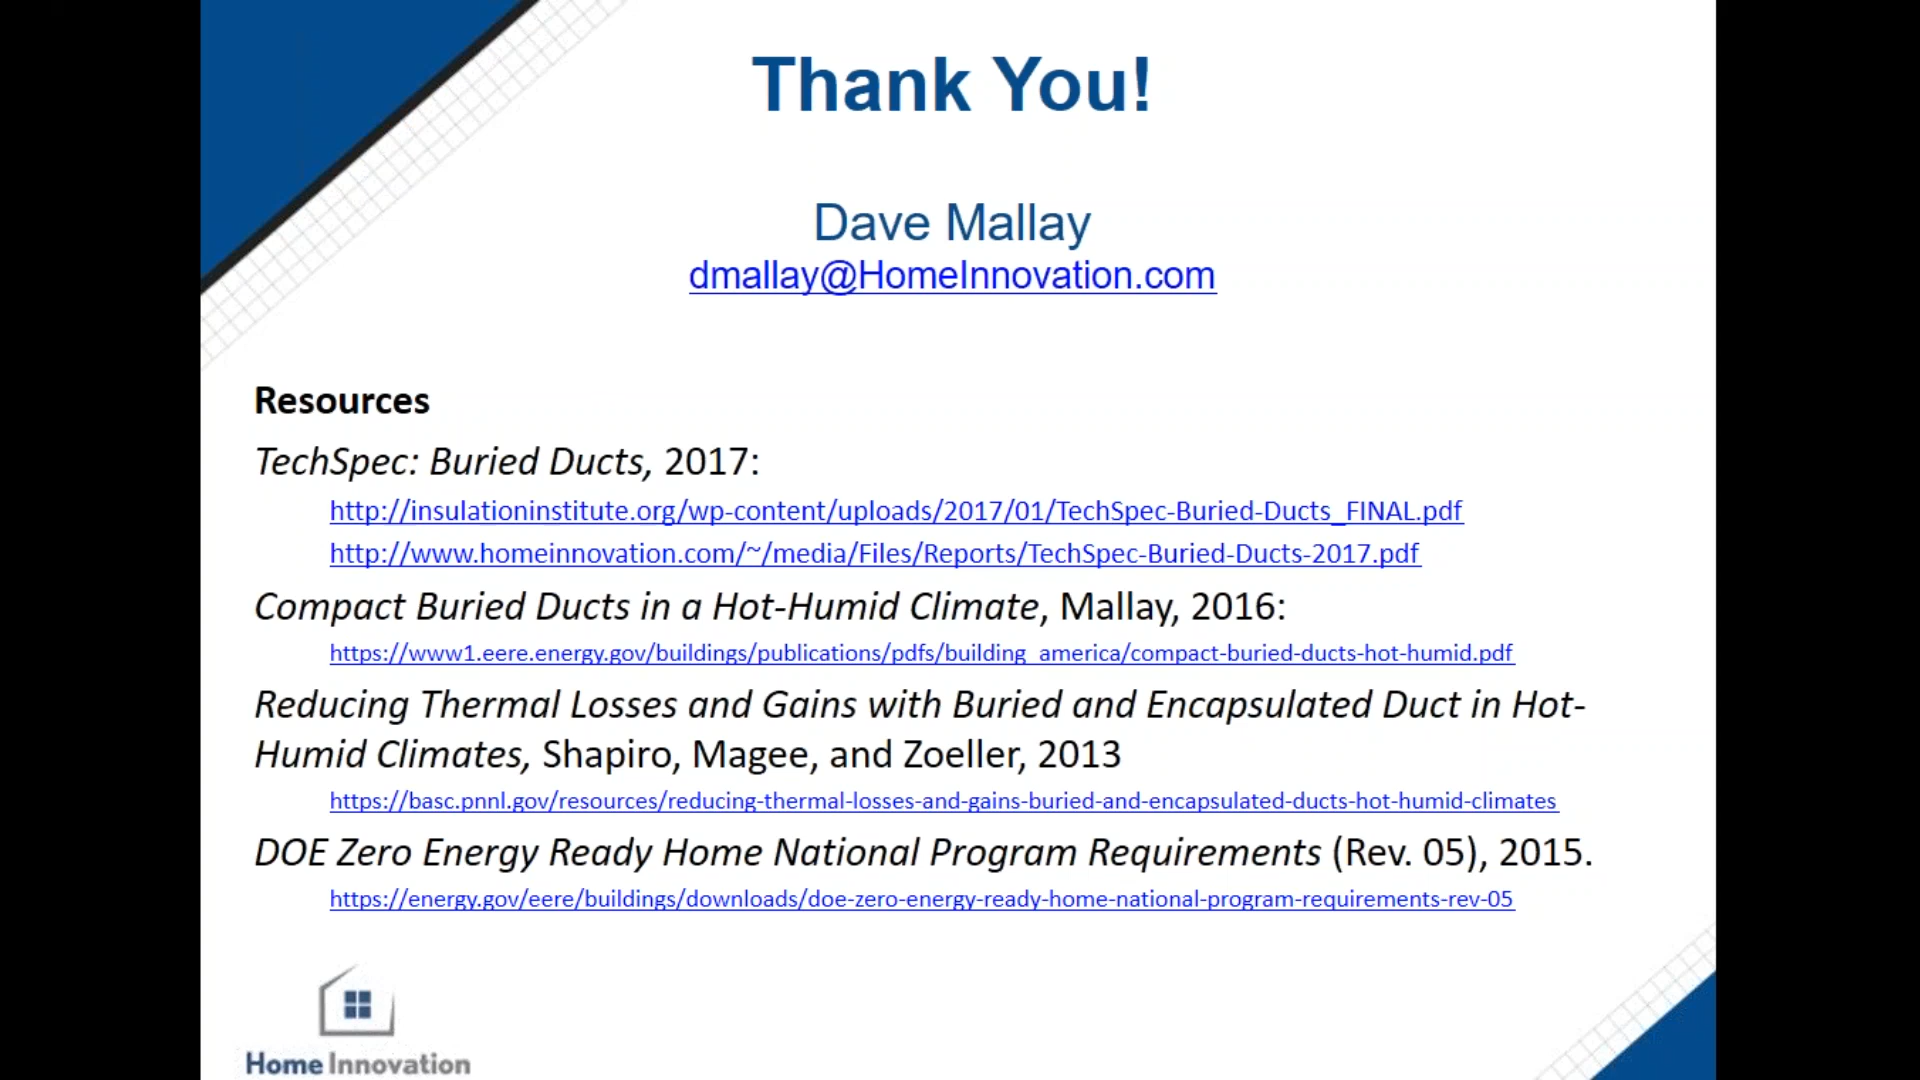 Thank You!
Dave Mallay
dmallay@HomeInnovation.com
Resources
TechSpec: Buried Ducts, 2017:
http://insulationinstitute.org/wp-content/uploads/2017/01/TechSpec-Buried-Ducts_FINAL.pdf
http://www.homeinnovation.com/~/media/Files/Reports/TechSpec-Buried-Ducts-2017.pdf
Compact Buried Ducts in a Hot-Humid Climate, Mallay, 2016:
https://www1.eere.energy.gov/buildings/publications/pdfs/building_america/compact-buried-ducts-hot-humid.pdf
Reducing Thermal Losses and Gains with Buried and Encapsulated Duct in Hot-
Humid Climates, Shapiro, Magee, and Zoeller, 2013
https://basc.pnnl.gov/resources/reducing-thermal-losses-and-gains-buried-and-encapsulated-ducts-hot-humid-climates
DOE Zero Energy Ready Home National Program Requirements (Rev. 05), 2015.
https://energy.gov/eere/buildings/downloads/doe-zero-energy-ready-home-national-program-requirements-rev-05
Home Innovation